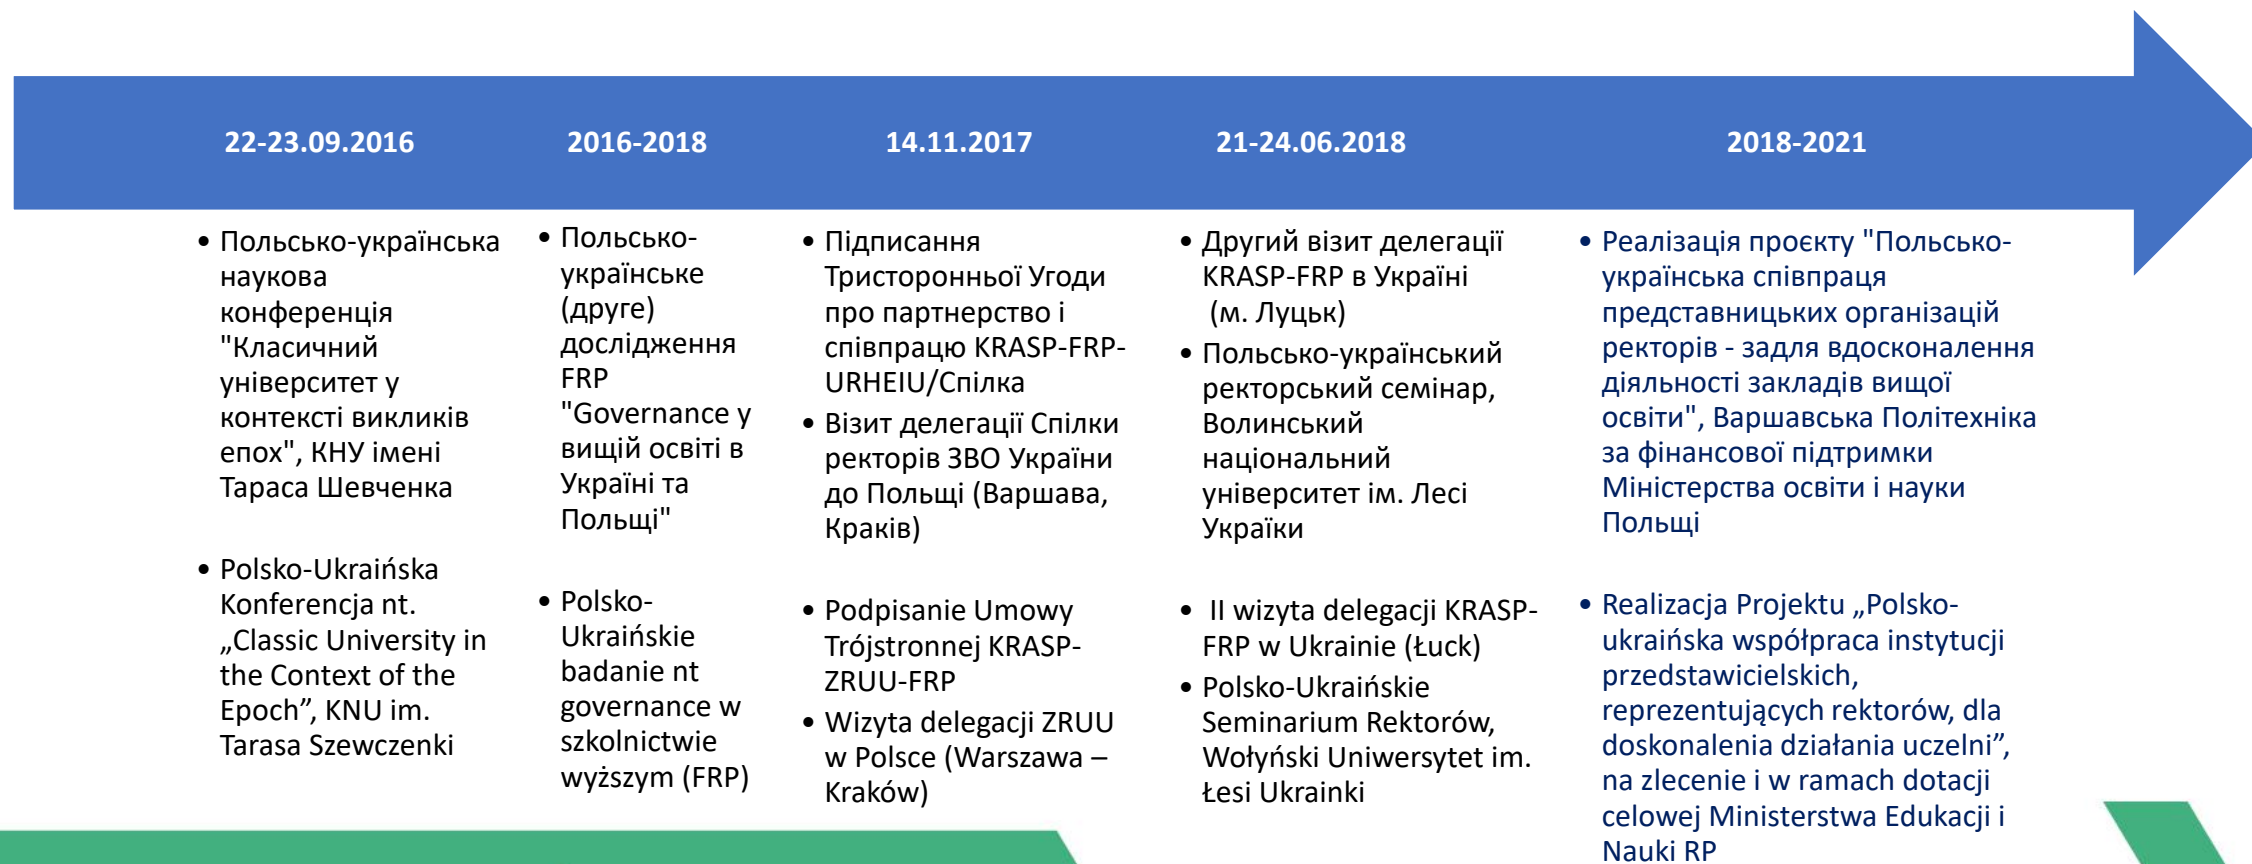 22-23.09.2016
2016-2018
14.11.2017
21-24.06.2018
2018-2021
• Польсько-українська
наукова
конференція
"Класичний
університет у
контексті викликів
епох", КНУ імені
Тараса Шевченка
• Polsko-Ukraińska
Konferencja nt.
„Classic University in
the Context of the
Epoch”, KNU im.
Tarasa Szewczenki
• Польсько-
українське
(друге)
дослідження
FRP
"Governance у
вищій освіті в
Україні та
Польщі"
• Polsko-
Ukraińskie
badanie nt
governance w
szkolnictwie
wyższym (FRP)
• Підписання
Тристоронньої Угоди
про партнерство і
співпрацю KRASP-FRP-
URHEIU/Спілка
• Візит делегації Спілки
ректорів ЗВО України
до Польщі (Варшава,
Краків)
• Podpisanie Umowy
Trójstronnej KRASP-
ZRUU-FRP
• Wizyta delegacji ZRUU
w Polsce (Warszawa –
Kraków)
• Другий візит делегації
KRASP-FRP в Україні
(м. Луцьк)
• Польсько-український
ректорський семінар,
Волинський
національний
університет ім. Лесі
Украïки
• II wizyta delegacji KRASP-
FRP w Ukrainie (Łuck)
• Polsko-Ukraińskie
Seminarium Rektorów,
Wołyński Uniwersytet im.
Łesi Ukrainki
• Реалізація проєкту "Польсько-
українська співпраця
представницьких організацій
ректорів - задля вдосконалення
діяльності закладів вищої
освіти", Варшавська Політехніка
за фінансової підтримки
Міністерства освіти і науки
Польщі
• Realizacja Projektu „Polsko-
ukraińska współpraca instytucji
przedstawicielskich,
reprezentujących rektorów, dla
doskonalenia działania uczelni”,
na zlecenie i w ramach dotacji
celowej Ministerstwa Edukacji i
Nauki RP